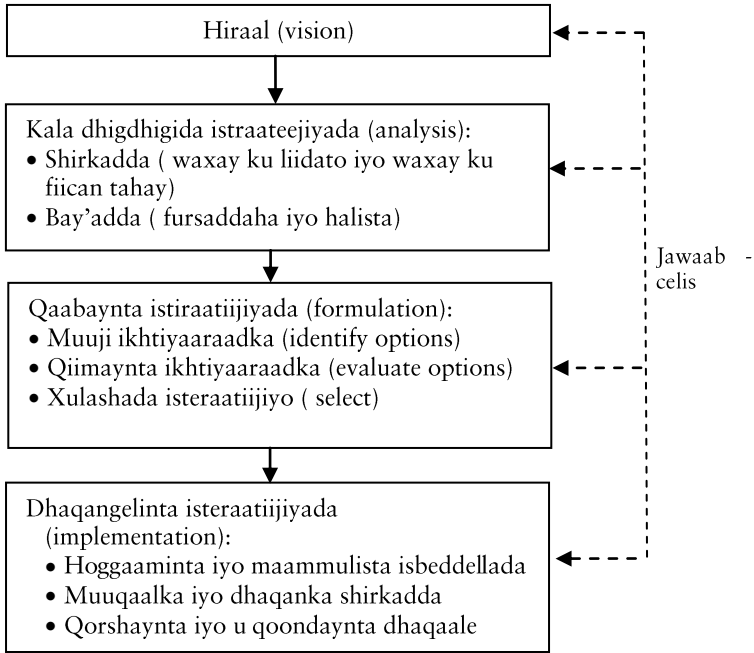 Hiraal (vision)
Kala dhigdhigida istraateejiyada (analysis):
• Shirkadda ( waxay ku liidato iyo waxay ku
fiican tahay)
• Bay’adda ( fursaddaha iyo halista)
Qaabaynta istiraatiijiyada (formulation):
• Muuji ikhtiyaaraadka (identify options)
• Qiimaynta ikhtiyaaraadka (evaluate options)
• Xulashada isteraatiijiyo ( select)
Dhaqangelinta isteraatiijiyada
(implementation):
• Hoggaaminta iyo maammulista isbeddellada
• Muuqaalka iyo dhaqanka shirkadda
• Qorshaynta iyo u qoondaynta dhaqaale
Jawaab -
celis